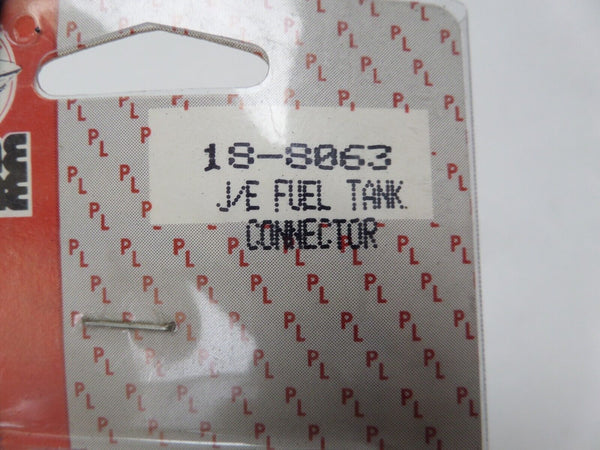 18-8063
J/E FUEL TANK
CONNECTOR